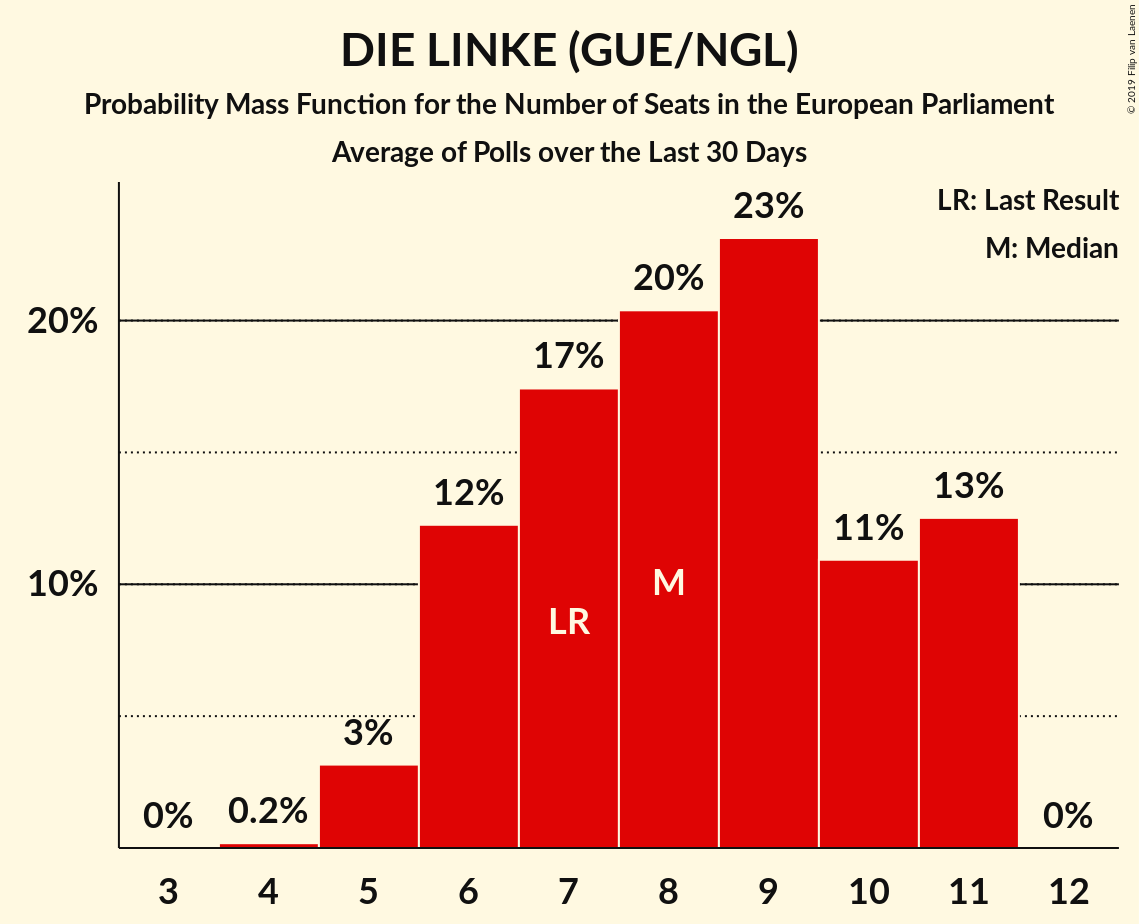 DIE LINKE (GUE/NGL)
Probability Mass Function for the Number of Seats in the European Parliament
Average of Polls over the Last 30 Days
© 2019 Filip van Laenen
LR: Last Result
M: Median
23%
20%
20%
17%
13%
12%
11%
10%
M
LR
3%
0%
0.2%
0%
3 4 5 6 7 8 9 10 11 12